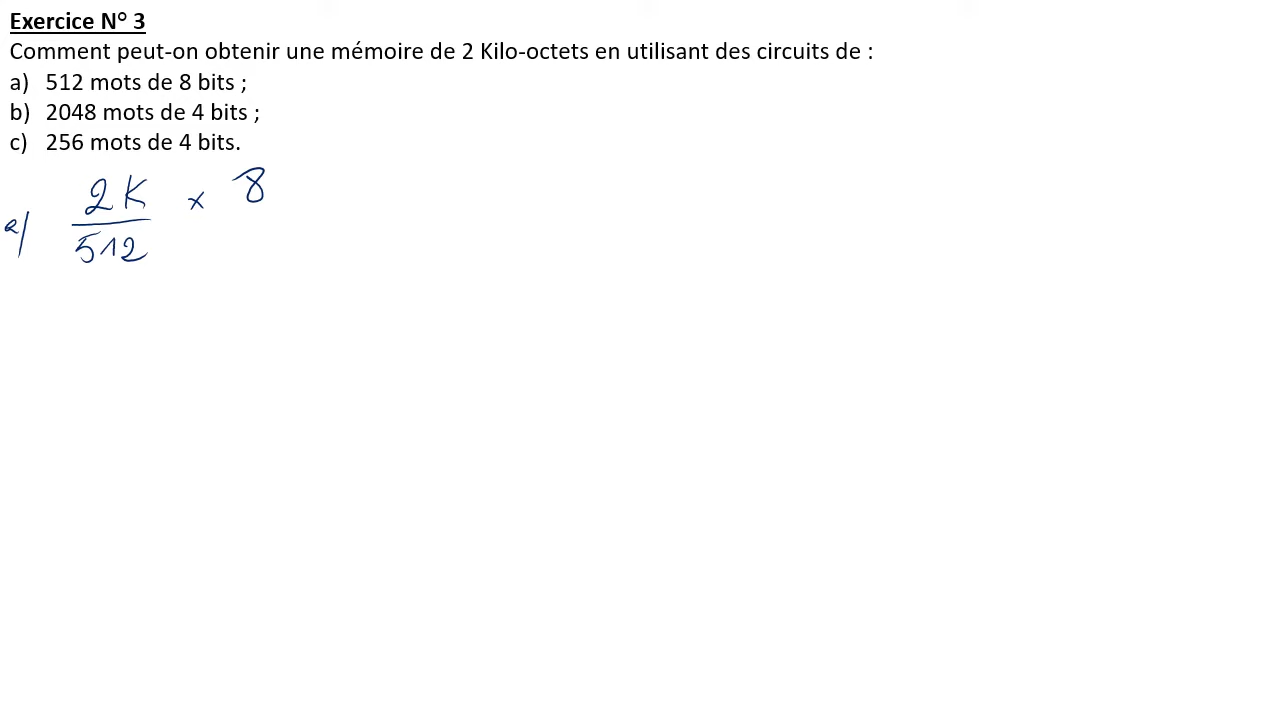 Exercice N° 3
Comment peut-on obtenir une mémoire de 2 Kilo-octets en utilisant des circuits de :
a) 512 mots de 8 bits ;
b) 2048 mots de 4 bits ;
c) 256 mots de 4 bits.
a/ 2K × 8
512